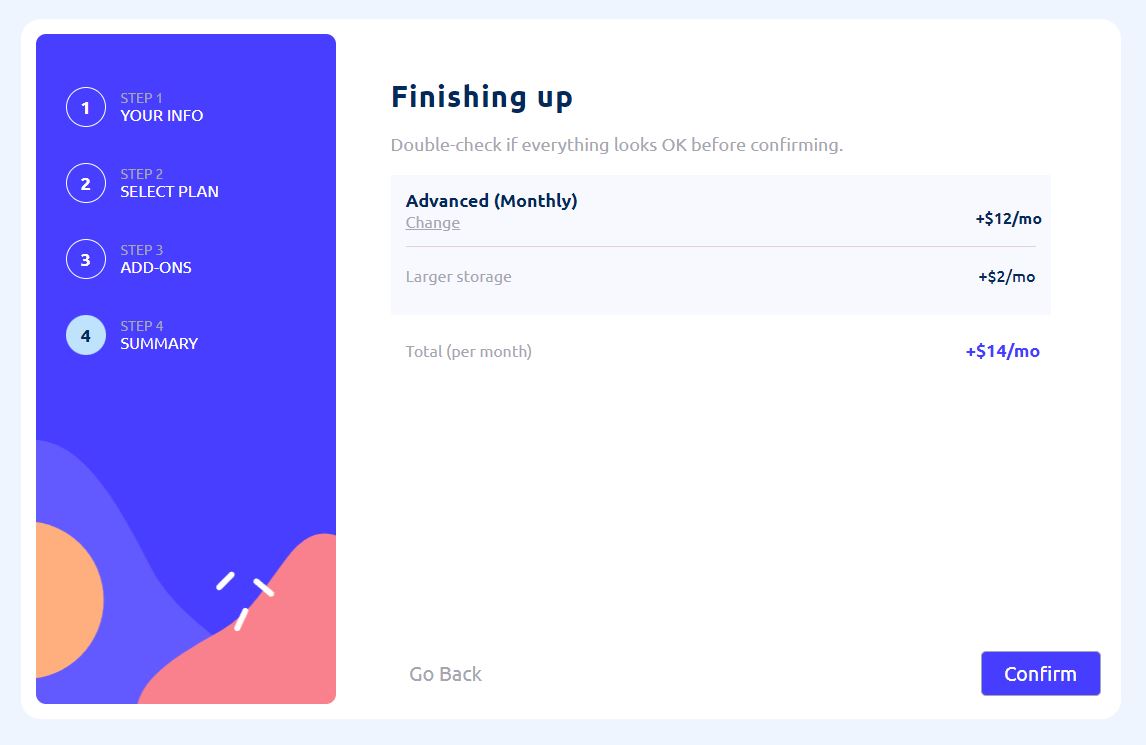 1
STEP 1
YOUR INFO
2
STEP 2
SELECT PLAN
3
STEP 3
ADD-ONS
4
STEP 4
SUMMARY
Finishing up
Double-check if everything looks OK before confirming.
Advanced (Monthly)
Change
+$12/mo
Larger storage
+$2/mo
Total (per month)
+$14/mo
Go Back
Confirm